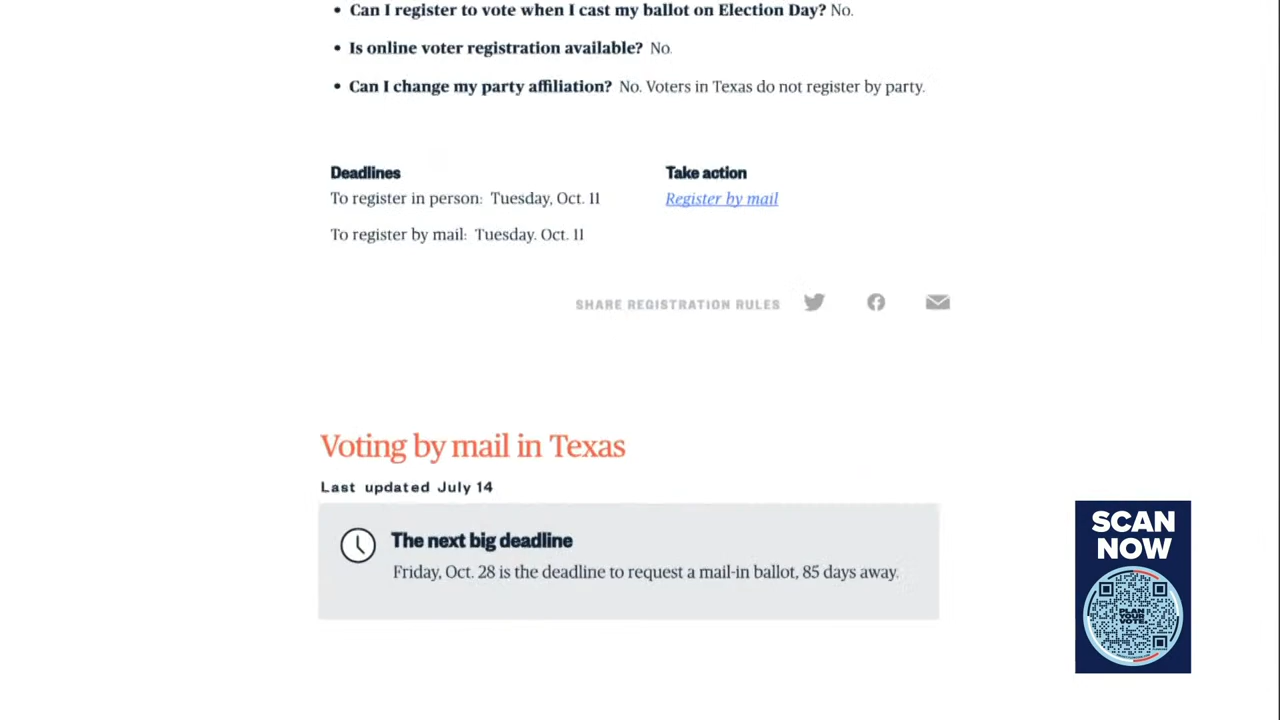 • Can I register to vote when I cast my ballot on Election Day? No.
• Is online voter registration available? No.
• Can I change my party affiliation? No. Voters in Texas do not register by party.
Deadlines
To register in person: Tuesday, Oct. 11
To register by mail: Tuesday. Oct. 11
Take action
Register by mail
SHARE REGISTRATION RULES
Voting by mail in Texas
Last updated July 14
The next big deadline
Friday, Oct. 28 is the deadline to request a mail-in ballot, 85 days away.
SCAN
NOW
PLAN
YOUR
VOTE.